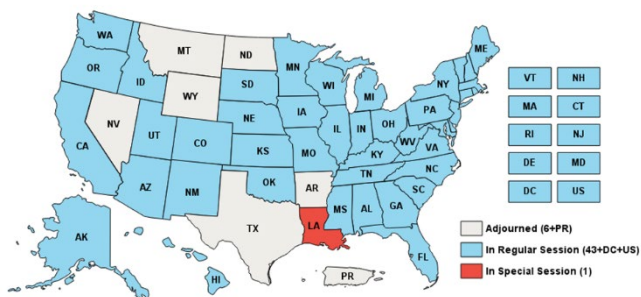 WA
MT
ND
ME
OR
ID
MN
WY
SD
WI
MI
NY
VT
NH
MA
CT
NV
NE
IA
PA
CA
UT
CO
IL
IN
OH
RI
NJ
KS
MO
WV
VA
KY
DE
MD
NC
TN
AZ
NM
OK
AR
SC
DC
US
MS
AL
GA
TX
LA
AK
FL
HI
PR
Adjourned (6+PR)
In Regular Session (43+DC+US)
In Special Session (1)